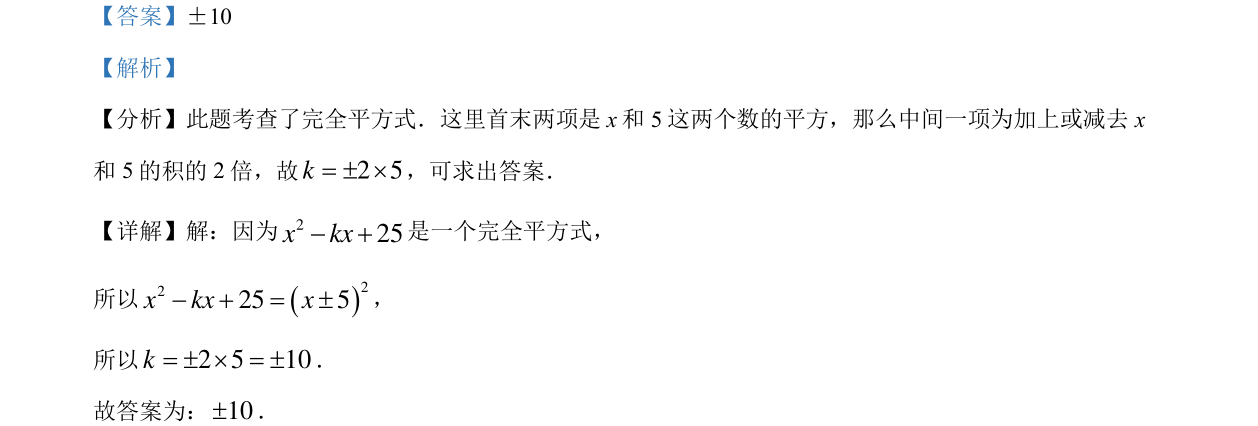 【答案】±10
【解析】
【分析】此题考查了完全平方式．这里首末两项是 x 和 5 这两个数的平方，那么中间一项为加上或减去 x
和 5 的积的 2 倍，故 k = ±2×5，可求出答案．
【详解】解：因为 x² − kx + 25 是一个完全平方式，
所以 x² − kx + 25 = (x ± 5)²，
所以 k = ±2×5 = ±10．
故答案为：±10．